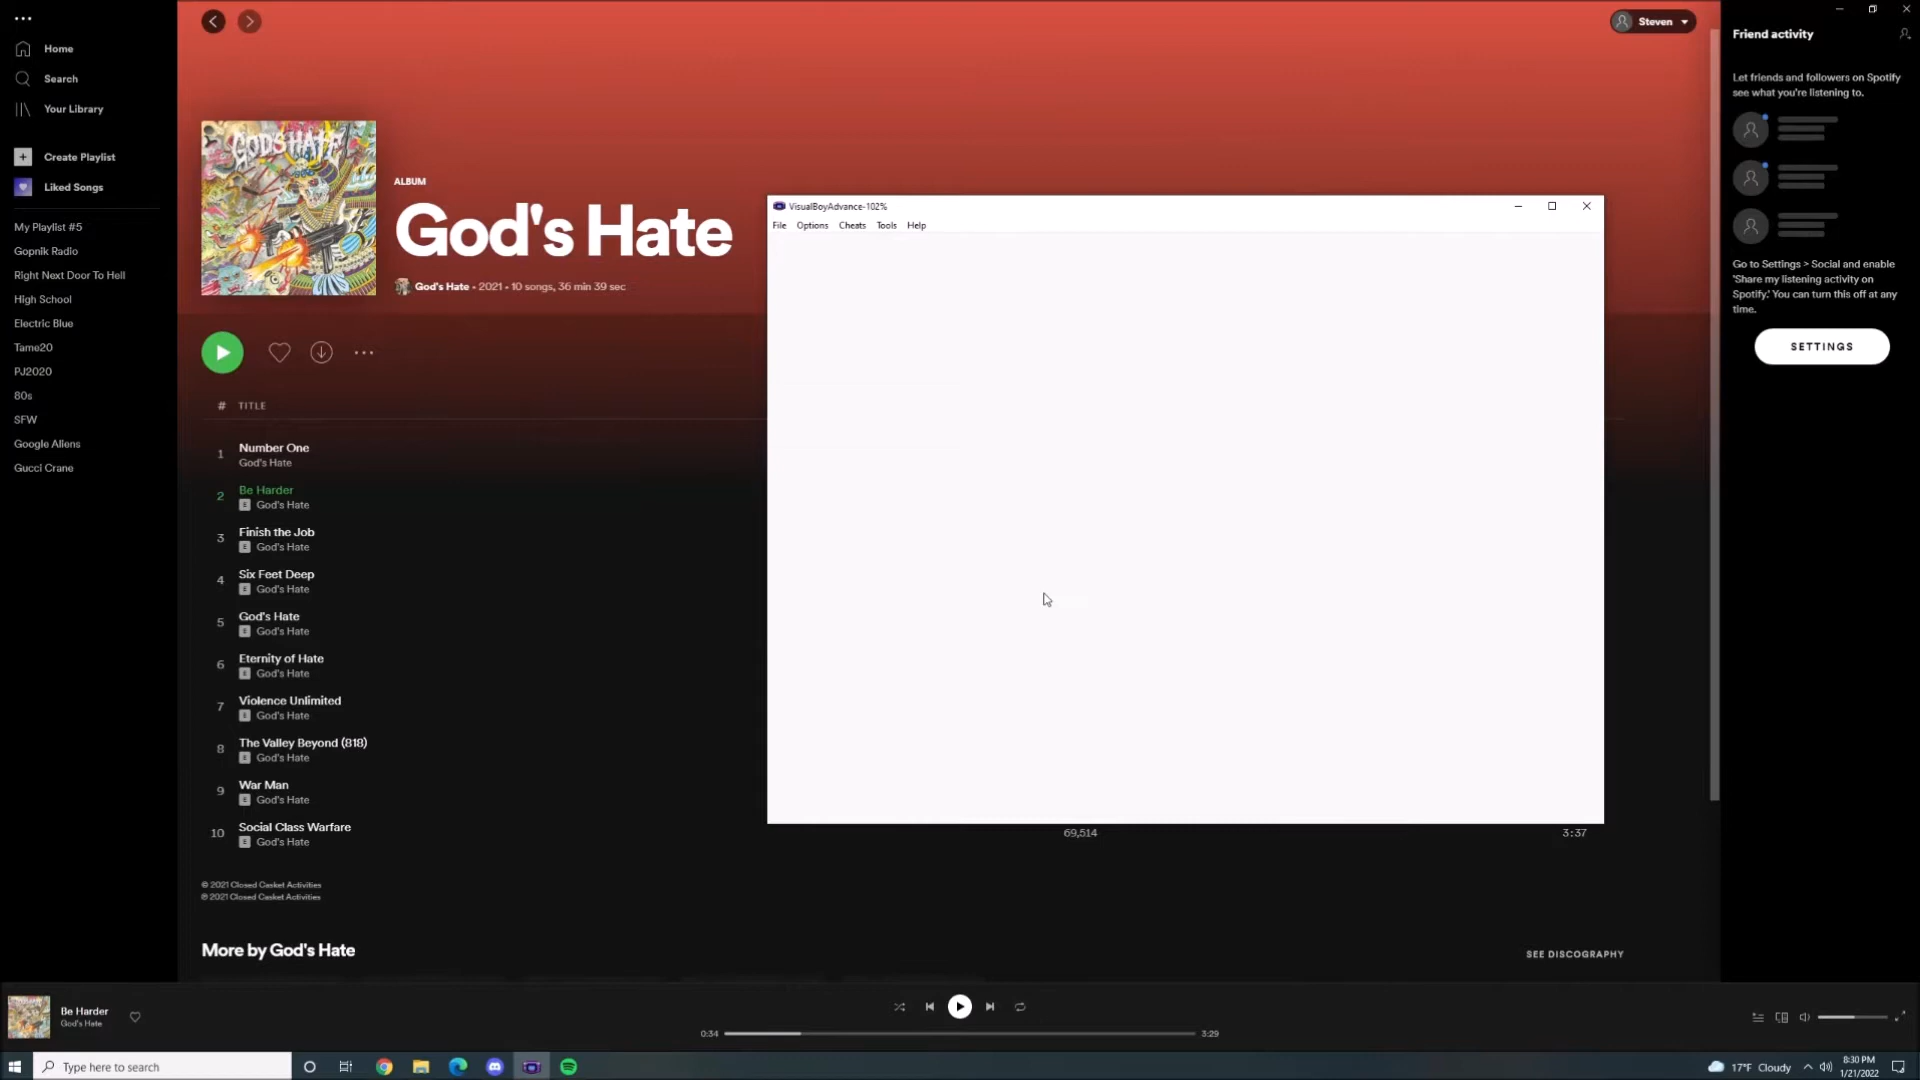 Home
Search
Your Library
Create Playlist
Liked Songs
My Playlist #5
Gopnik Radio
Right Next Door To Hell
High School
Electric Blue
Tame20
PJ2020
80s
SFW
Google Aliens
Gucci Crane
Steven
GOD'S HATE
ALBUM
God's Hate
God's Hate • 2021 • 10 songs, 36 min 39 sec
# TITLE
1 Number One
God's Hate
2 Be Harder
E God's Hate
3 Finish the Job
E God's Hate
4 Six Feet Deep
E God's Hate
5 God's Hate
E God's Hate
6 Eternity of Hate
E God's Hate
7 Violence Unlimited
E God's Hate
8 The Valley Beyond (818)
E God's Hate
9 War Man
E God's Hate
10 Social Class Warfare 69,514 3:37
E God's Hate
© 2021 Closed Casket Activities
℗ 2021 Closed Casket Activities
More by God's Hate
SEE DISCOGRAPHY
VisualBoyAdvance-102%
File Options Cheats Tools Help
Friend activity
Let friends and followers on Spotify
see what you're listening to.
Go to Settings > Social and enable
'Share my listening activity on
Spotify.' You can turn this off at any
time.
SETTINGS
Be Harder
God's Hate
0:34 3:29
Type here to search
17°F Cloudy
8:30 PM
1/21/2022